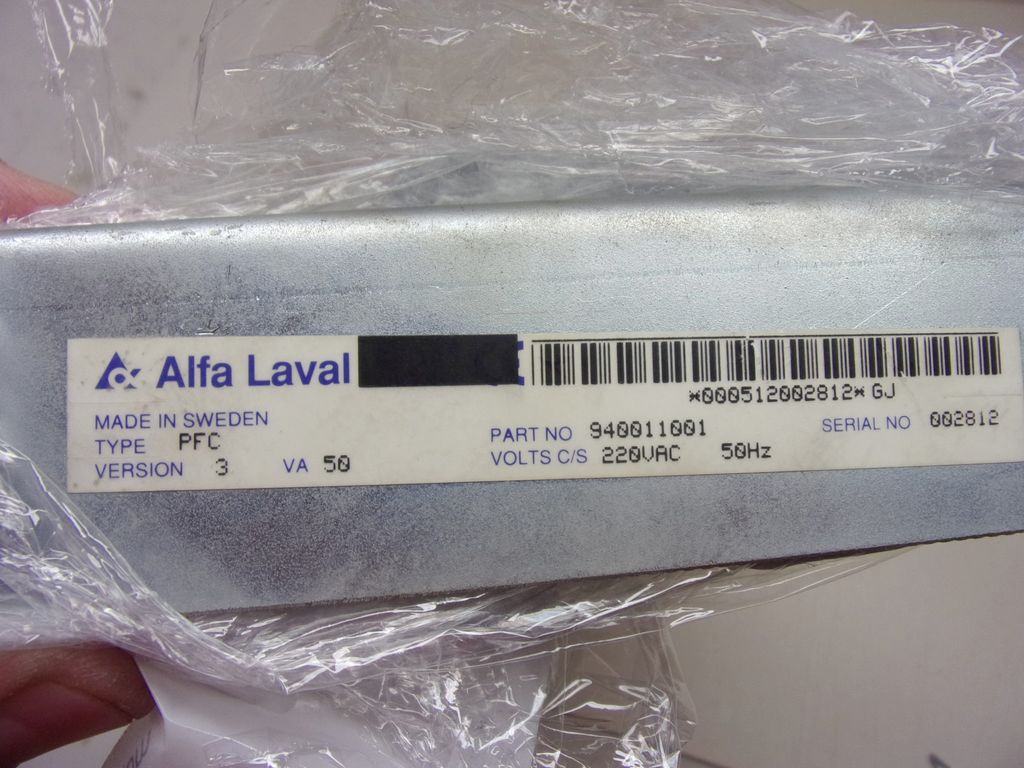 Alfa Laval
*000512002812* GJ
MADE IN SWEDEN
TYPE PFC
PART NO 940011001
SERIAL NO 002812
VERSION 3 VA 50
VOLTS C/S 220VAC 50Hz